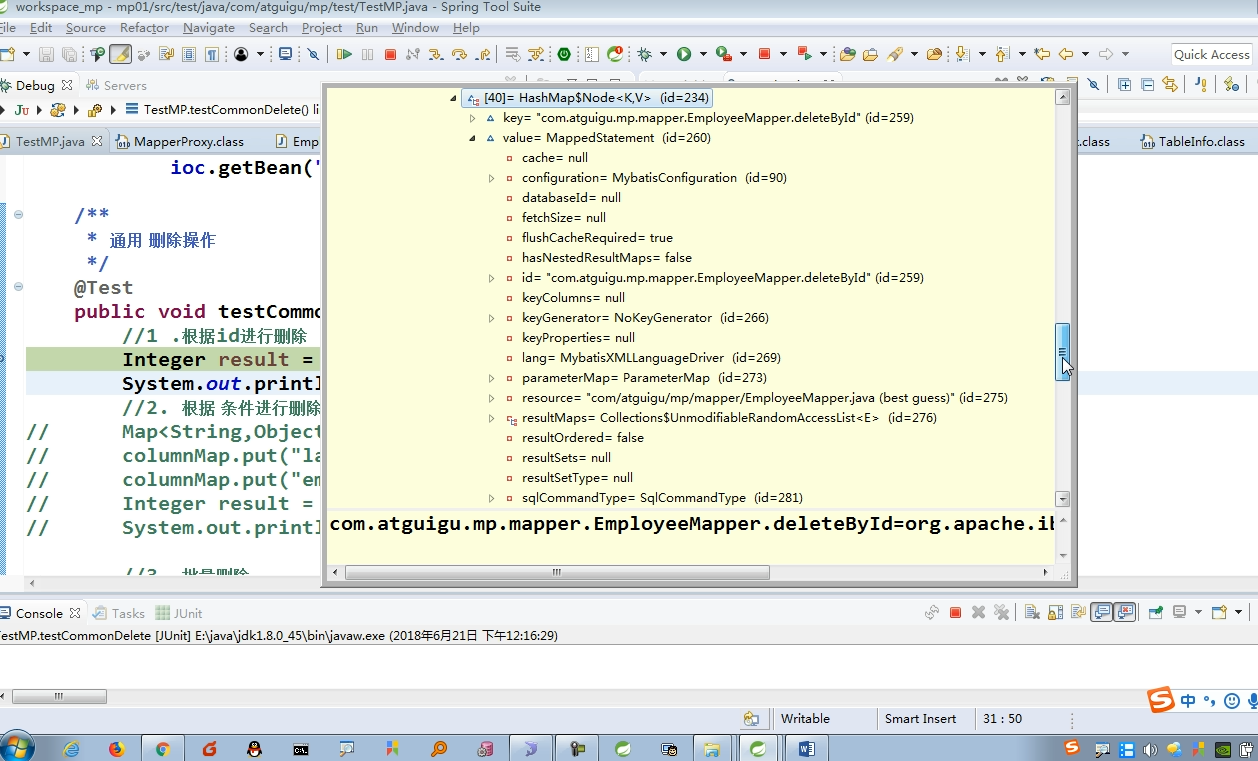 workspace_mp - mp01/src/test/java/com/atguigu/mp/test/TestMP.java - Spring Tool Suite
File Edit Source Refactor Navigate Search Project Run Window Help
Quick Access
Debug Servers
Ju TestMP.testCommonDelete() li
TestMP.java MapperProxy.class Emp .class TableInfo.class
ioc.getBean("
/**
* 通用 删除操作
*/
@Test
public void testCommo
//1 .根据id进行删除
Integer result =
System.out.printl
//2. 根据 条件进行删除
// Map<String,Object
// columnMap.put("la
// columnMap.put("em
// Integer result =
// System.out.printl
//3. 批量删除
[40]= HashMap$Node<K,V> (id=234)
key= "com.atguigu.mp.mapper.EmployeeMapper.deleteById" (id=259)
value= MappedStatement (id=260)
cache= null
configuration= MybatisConfiguration (id=90)
databaseId= null
fetchSize= null
flushCacheRequired= true
hasNestedResultMaps= false
id= "com.atguigu.mp.mapper.EmployeeMapper.deleteById" (id=259)
keyColumns= null
keyGenerator= NoKeyGenerator (id=266)
keyProperties= null
lang= MybatisXMLLanguageDriver (id=269)
parameterMap= ParameterMap (id=273)
resource= "com/atguigu/mp/mapper/EmployeeMapper.java (best guess)" (id=275)
resultMaps= Collections$UnmodifiableRandomAccessList<E> (id=276)
resultOrdered= false
resultSets= null
resultSetType= null
sqlCommandType= SqlCommandType (id=281)
com.atguigu.mp.mapper.EmployeeMapper.deleteById=org.apache.ib
Console Tasks JUnit
TestMP.testCommonDelete [JUnit] E:\java\jdk1.8.0_45\bin\javaw.exe (2018年6月21日 下午12:16:29)
中
Writable Smart Insert 31 : 50